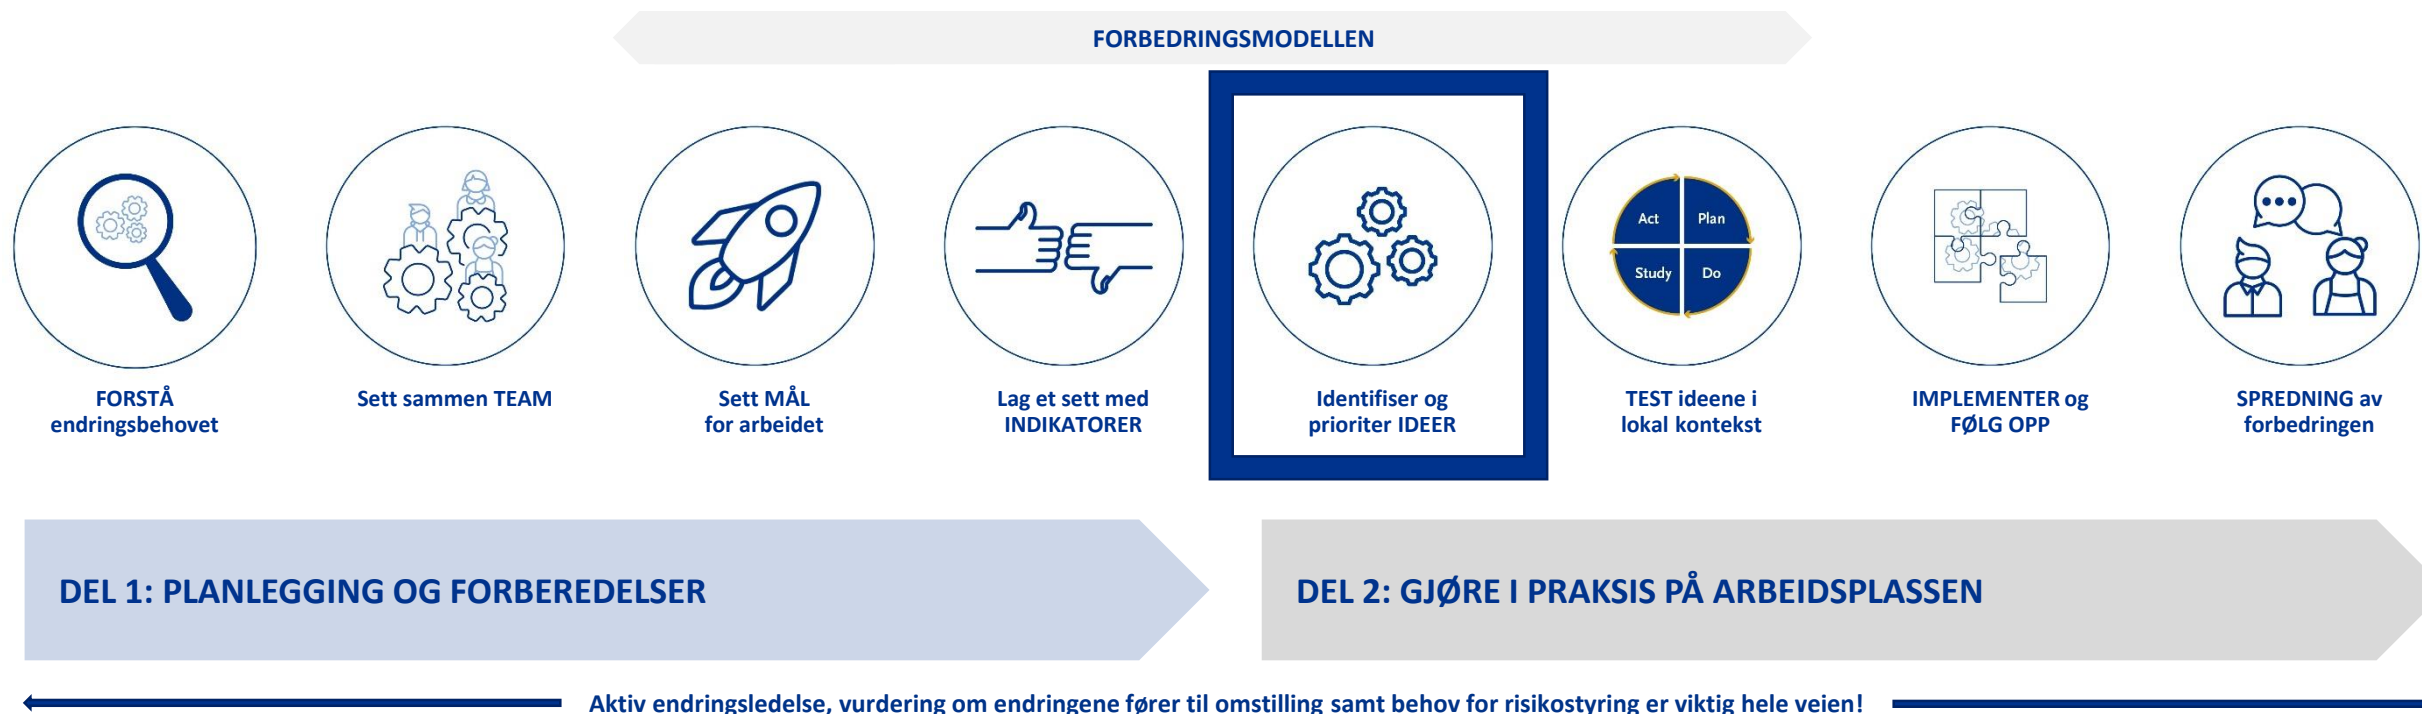 FORBEDRINGSMODELLEN
Act
Plan
Study
Do
FORSTÅ
endringsbehovet
Sett sammen TEAM
Sett MÅL
for arbeidet
Lag et sett med
INDIKATORER
Identifiser og
prioriter IDEER
TEST ideene i
lokal kontekst
IMPLEMENTER og
FØLG OPP
SPREDNING av
forbedringen
DEL 1: PLANLEGGING OG FORBEREDELSER
DEL 2: GJØRE I PRAKSIS PÅ ARBEIDSPLASSEN
Aktiv endringsledelse, vurdering om endringene fører til omstilling samt behov for risikostyring er viktig hele veien!